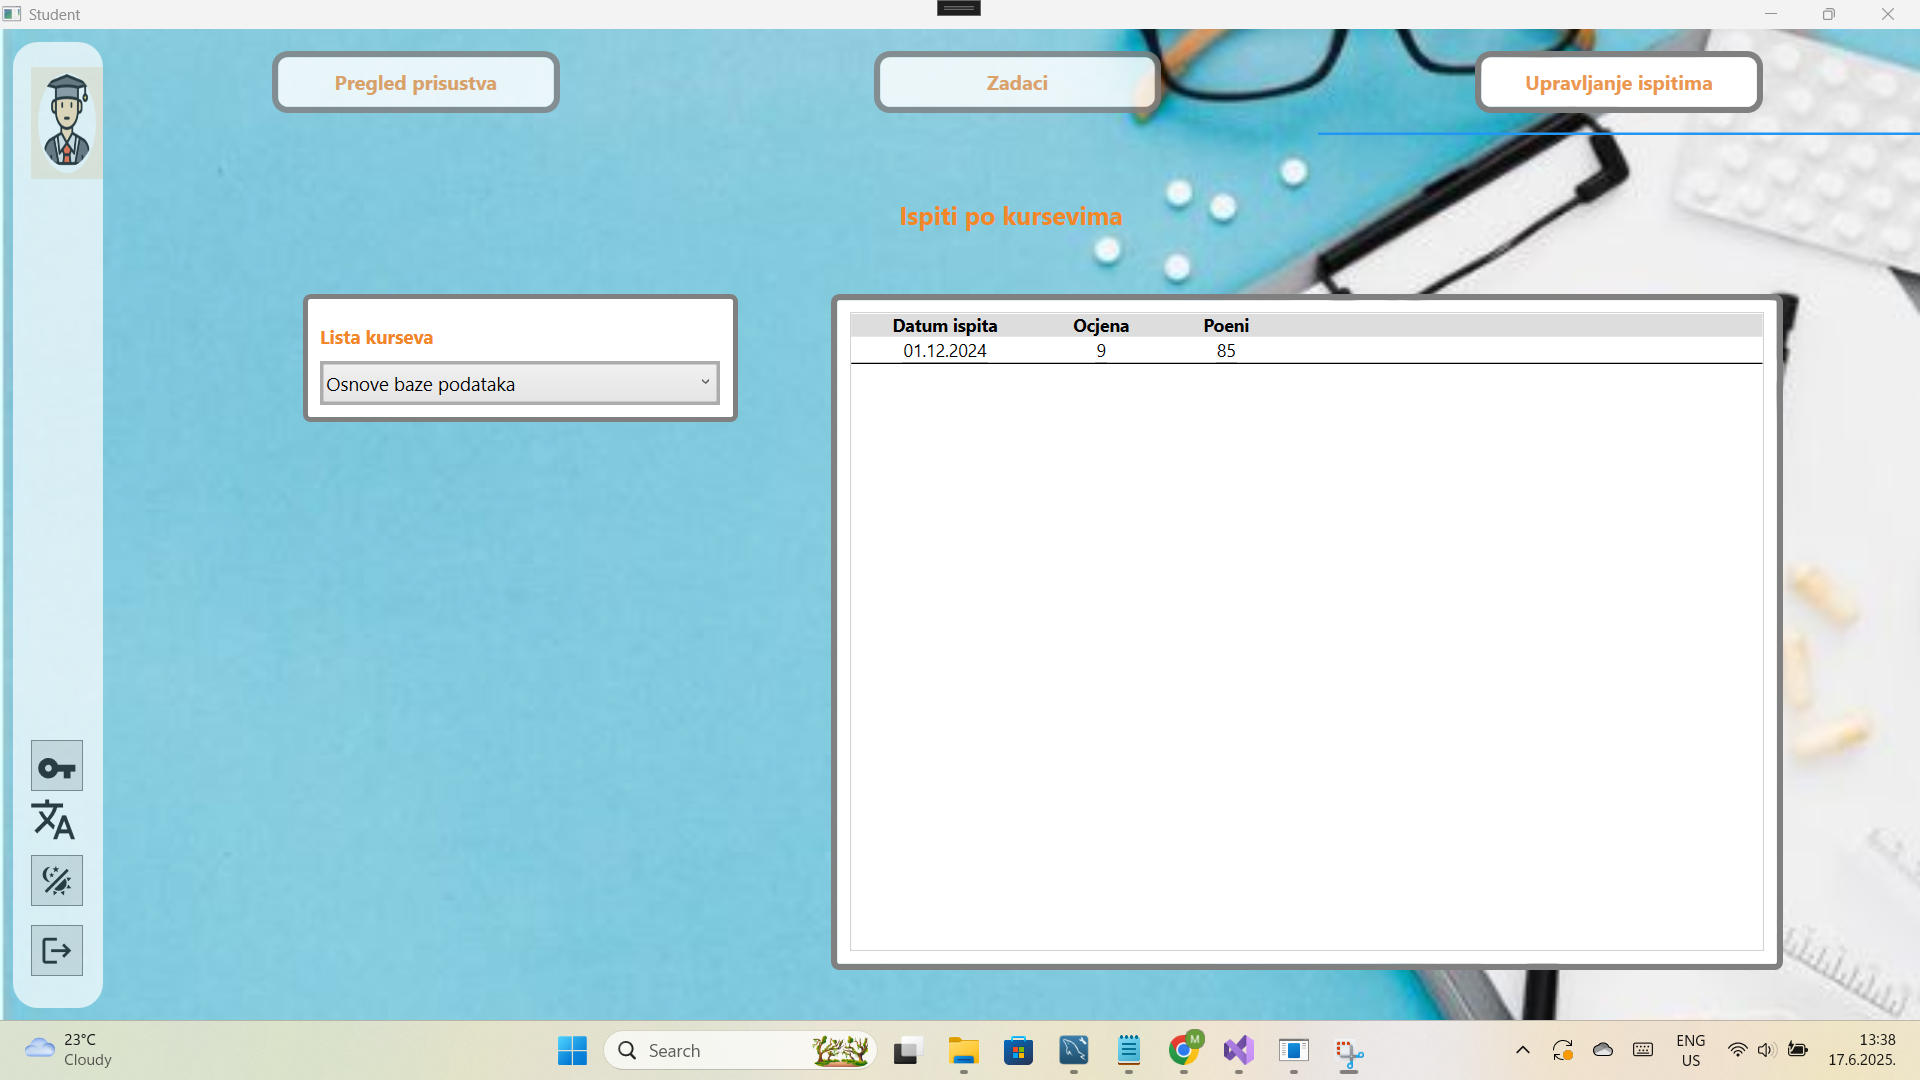 Student
Pregled prisustva
Zadaci
Upravljanje ispitima
Ispiti po kursevima
Lista kurseva
Osnove baze podataka
Datum ispita Ocjena Poeni
01.12.2024 9 85
23°C
Cloudy
Search
M
ENG
US
13:38
17.6.2025.